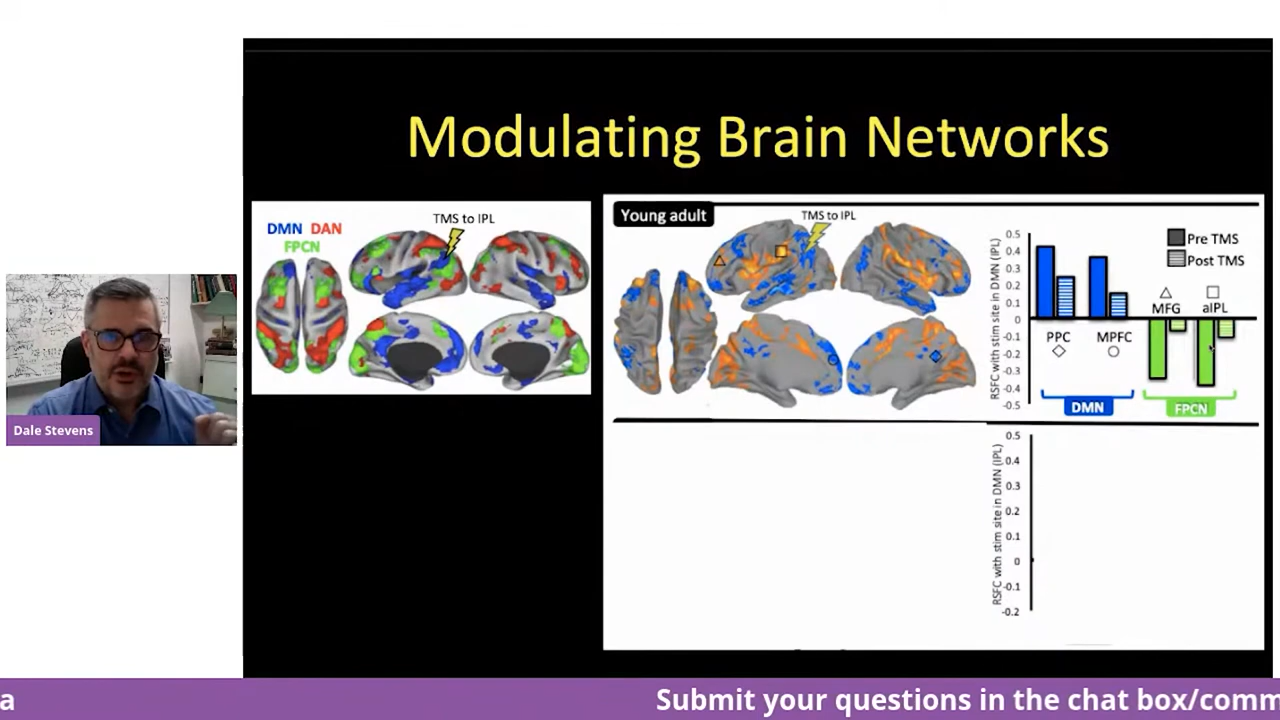 Modulating Brain Networks
DMN DAN
FPCN
TMS to IPL
Young adult
TMS to IPL
RSFC with stim site in DMN (IPL)
0.5
0.4
0.3
0.2
0.1
0
-0.1
-0.2
-0.3
-0.4
-0.5
Pre TMS
Post TMS
MFG
aIPL
PPC
MPFC
DMN
FPCN
RSFC with stim site in DMN (IPL)
0.5
0.4
0.3
0.2
0.1
0
-0.1
-0.2
Dale Stevens
a
Submit your questions in the chat box/comm